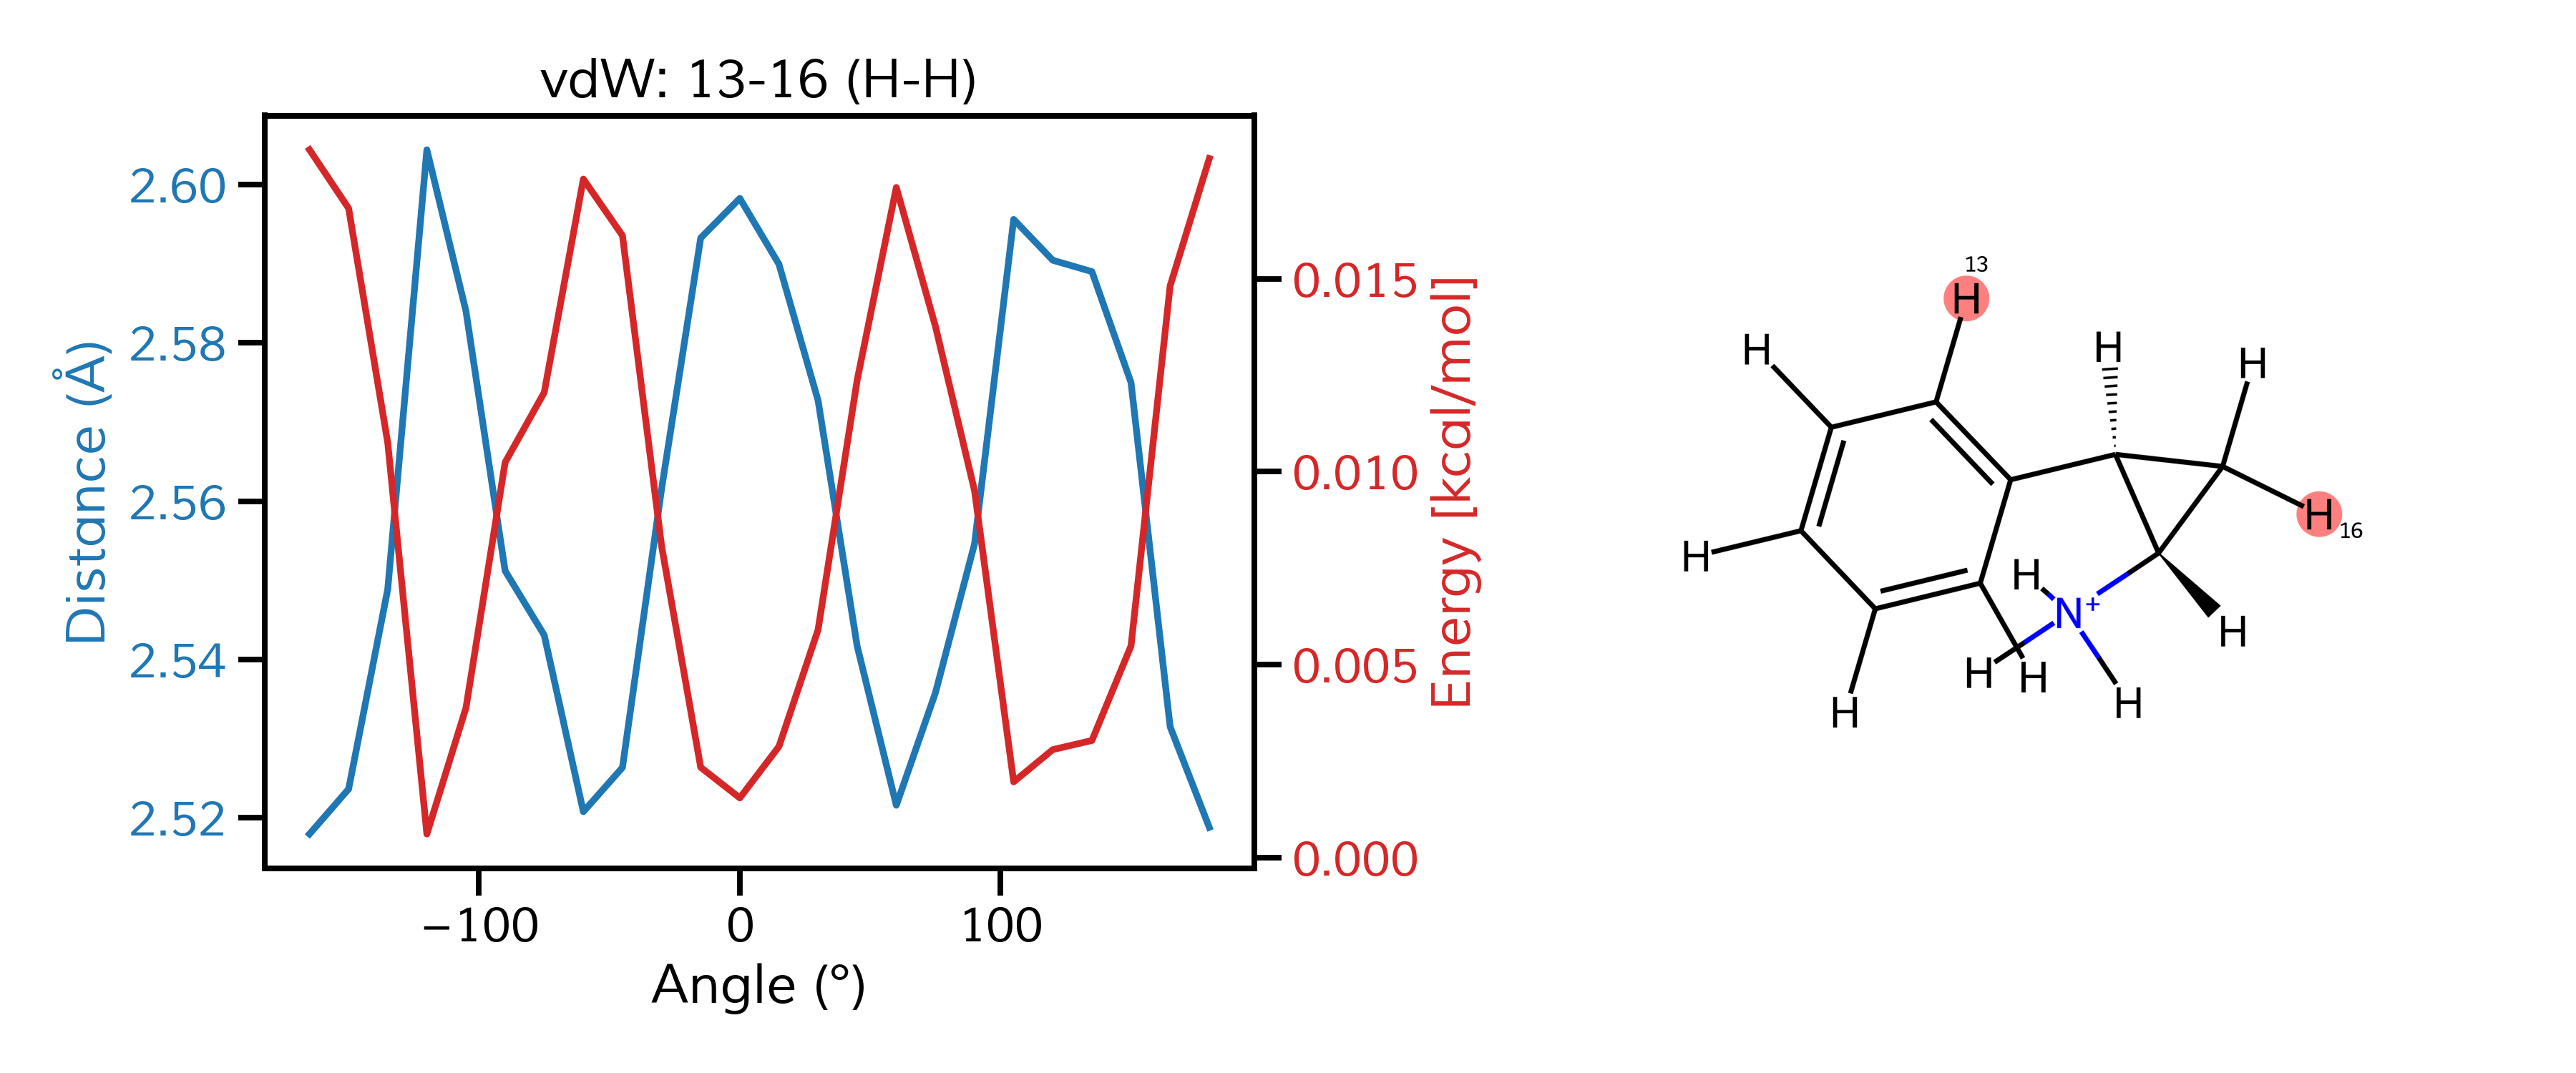 vdW: 13-16 (H-H)
Distance (Å)
2.60
2.58
2.56
2.54
2.52
−100
0
100
Angle (°)
0.015
0.010
0.005
0.000
Energy [kcal/mol]
13
H
H
H
H
H
H
16
H
H
N+
H
H
H
H
H